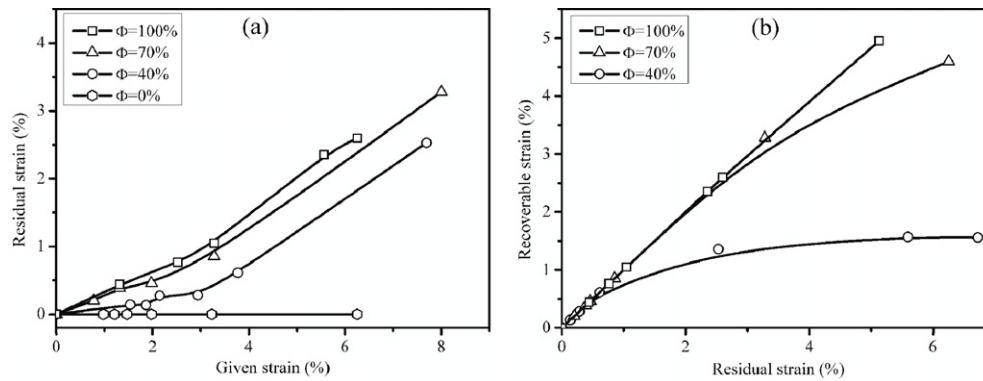 (a)
Φ=100%
Φ=70%
Φ=40%
Φ=0%
Residual strain (%)
4
3
2
1
0
0 2 4 6 8
Given strain (%)
(b)
Φ=100%
Φ=70%
Φ=40%
Recoverable strain (%)
5
4
3
2
1
0
0 2 4 6
Residual strain (%)